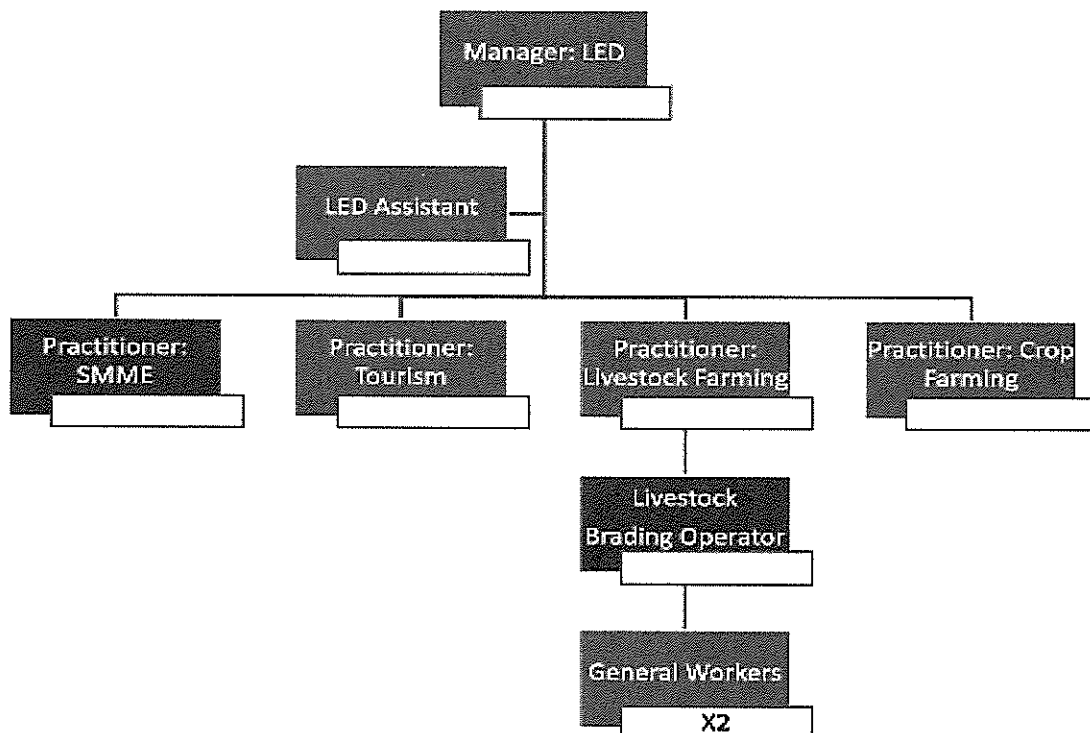 Manager: LED
LED Assistant
Practitioner:
SMME
Practitioner:
Tourism
Practitioner:
Livestock Farming
Practitioner: Crop
Farming
Livestock
Brading Operator
General Workers
X2